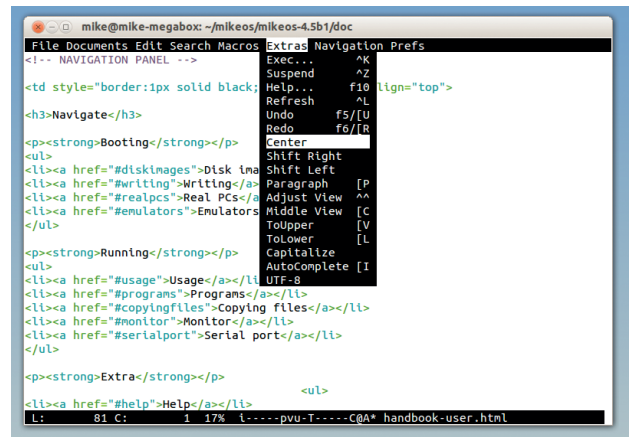 mike@mike-megabox: ~/mikeos/mikeos-4.5b1/doc
File Documents Edit Search Macros Extras Navigation Prefs
<!-- NAVIGATION PANEL --> Exec... ^K
Suspend ^Z
<td style="border:1px solid black; Help... f10 lign="top">
Refresh ^L
<h3>Navigate</h3> Undo f5/[U
Redo f6/[R
<p><strong>Booting</strong></p> Center
<ul> Shift Right
<li><a href="#diskimages">Disk ima Shift Left
<li><a href="#writing">Writing</a> Paragraph [P
<li><a href="#realpcs">Real PCs</a Adjust View ^^
<li><a href="#emulators">Emulators Middle View [C
</ul> ToUpper [V
ToLower [L
<p><strong>Running</strong></p> Capitalize
<ul> AutoComplete [I
<li><a href="#usage">Usage</a></li UTF-8
<li><a href="#programs">Programs</a></li>
<li><a href="#copyingfiles">Copying files</a></li>
<li><a href="#monitor">Monitor</a></li>
<li><a href="#serialport">Serial port</a></li>
</ul>
<p><strong>Extra</strong></p>
<ul>
<li><a href="#help">Help</a></li>
L: 81 C: 1 17% i-----pvu-T-----C@A* handbook-user.html